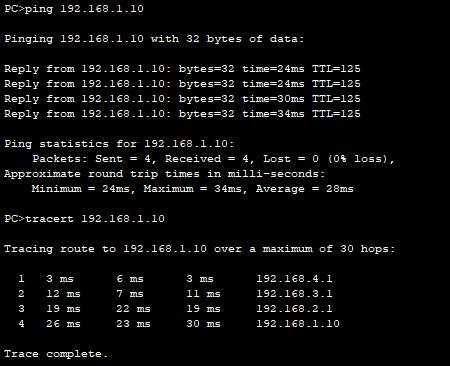 PC>ping 192.168.1.10
Pinging 192.168.1.10 with 32 bytes of data:
Reply from 192.168.1.10: bytes=32 time=24ms TTL=125
Reply from 192.168.1.10: bytes=32 time=24ms TTL=125
Reply from 192.168.1.10: bytes=32 time=30ms TTL=125
Reply from 192.168.1.10: bytes=32 time=34ms TTL=125
Ping statistics for 192.168.1.10:
    Packets: Sent = 4, Received = 4, Lost = 0 (0% loss),
Approximate round trip times in milli-seconds:
    Minimum = 24ms, Maximum = 34ms, Average = 28ms
PC>tracert 192.168.1.10
Tracing route to 192.168.1.10 over a maximum of 30 hops:
  1   3 ms      6 ms      3 ms      192.168.4.1
  2   12 ms     7 ms      11 ms     192.168.3.1
  3   19 ms     22 ms     19 ms     192.168.2.1
  4   26 ms     23 ms     30 ms     192.168.1.10
Trace complete.